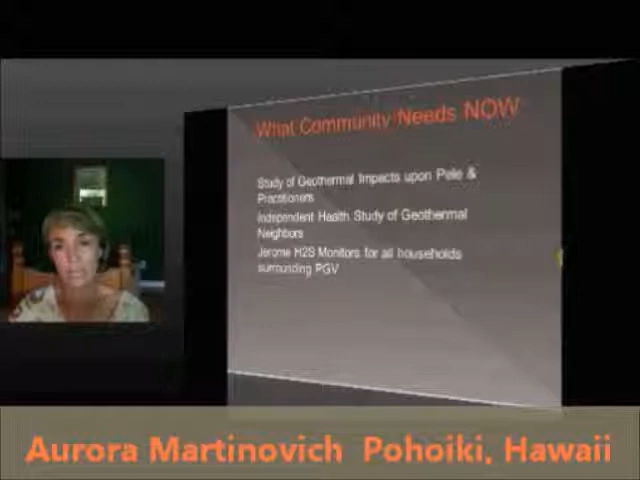 What Community Needs NOW
Study of Geothermal Impacts upon Pele &
Practitioners
Independent Health Study of Geothermal
Neighbors
Jerome H2S Monitors for all households
surrounding PGV
Aurora Martinovich Pohoiki, Hawaii